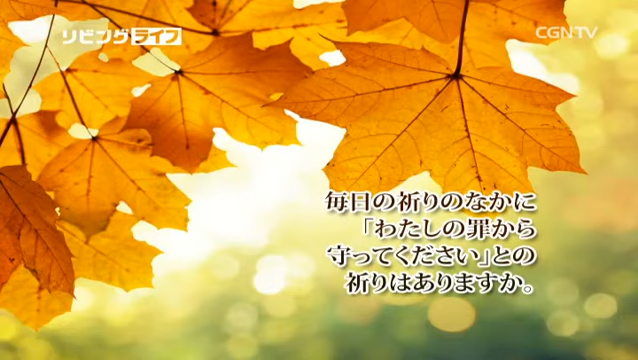 リビングライフ
CGNTV
毎日の祈りのなかに
「わたしの罪から
守ってください」との
祈りはありますか。